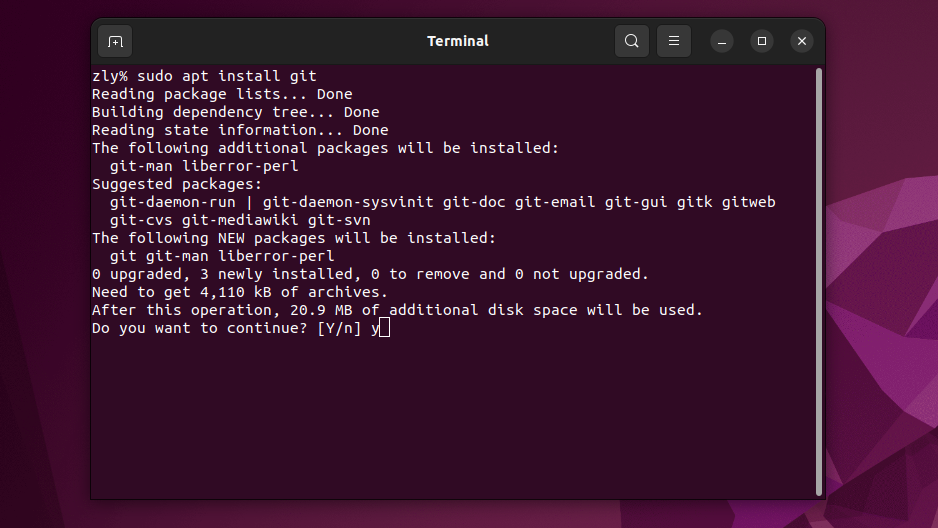 Terminal
zly% sudo apt install git
Reading package lists... Done
Building dependency tree... Done
Reading state information... Done
The following additional packages will be installed:
  git-man liberror-perl
Suggested packages:
  git-daemon-run | git-daemon-sysvinit git-doc git-email git-gui gitk gitweb
  git-cvs git-mediawiki git-svn
The following NEW packages will be installed:
  git git-man liberror-perl
0 upgraded, 3 newly installed, 0 to remove and 0 not upgraded.
Need to get 4,110 kB of archives.
After this operation, 20.9 MB of additional disk space will be used.
Do you want to continue? [Y/n] y